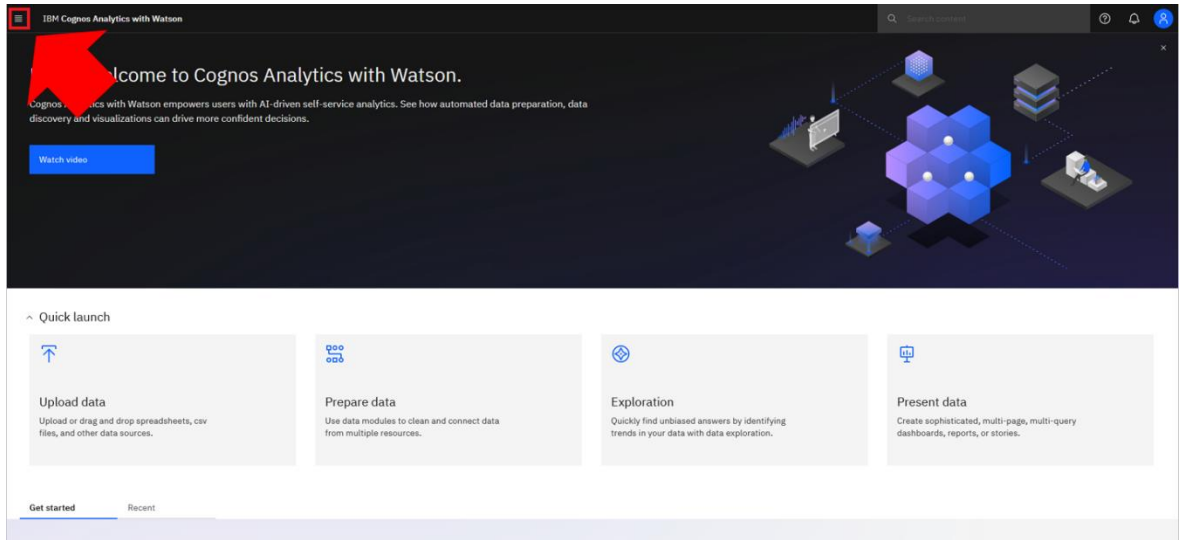 IBM Cognos Analytics with Watson
Search content
lcome to Cognos Analytics with Watson.
Cognos cs with Watson empowers users with AI-driven self-service analytics. See how automated data preparation, data
discovery and visualizations can drive more confident decisions.
Watch video
Quick launch
Upload data
Upload or drag and drop spreadsheets, csv
files, and other data sources.
Prepare data
Use data modules to clean and connect data
from multiple resources.
Exploration
Quickly find unbiased answers by identifying
trends in your data with data exploration.
Present data
Create sophisticated, multi-page, multi-query
dashboards, reports, or stories.
Get started
Recent